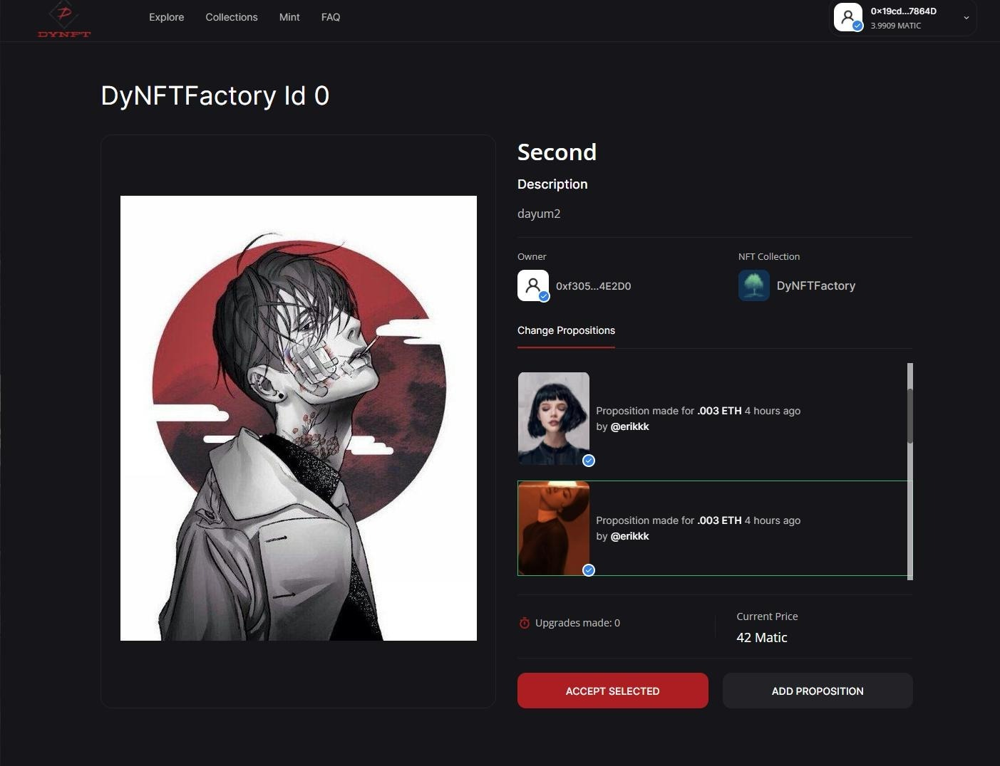 DYNFT
Explore
Collections
Mint
FAQ
0x19cd...7864D
3.9909 MATIC
DyNFTFactory Id 0
Second
Description
dayum2
Owner
0xf305...4E2D0
NFT Collection
DyNFTFactory
Change Propositions
Proposition made for .003 ETH 4 hours ago
by @erikkk
Proposition made for .003 ETH 4 hours ago
by @erikkk
Upgrades made: 0
Current Price
42 Matic
ACCEPT SELECTED
ADD PROPOSITION